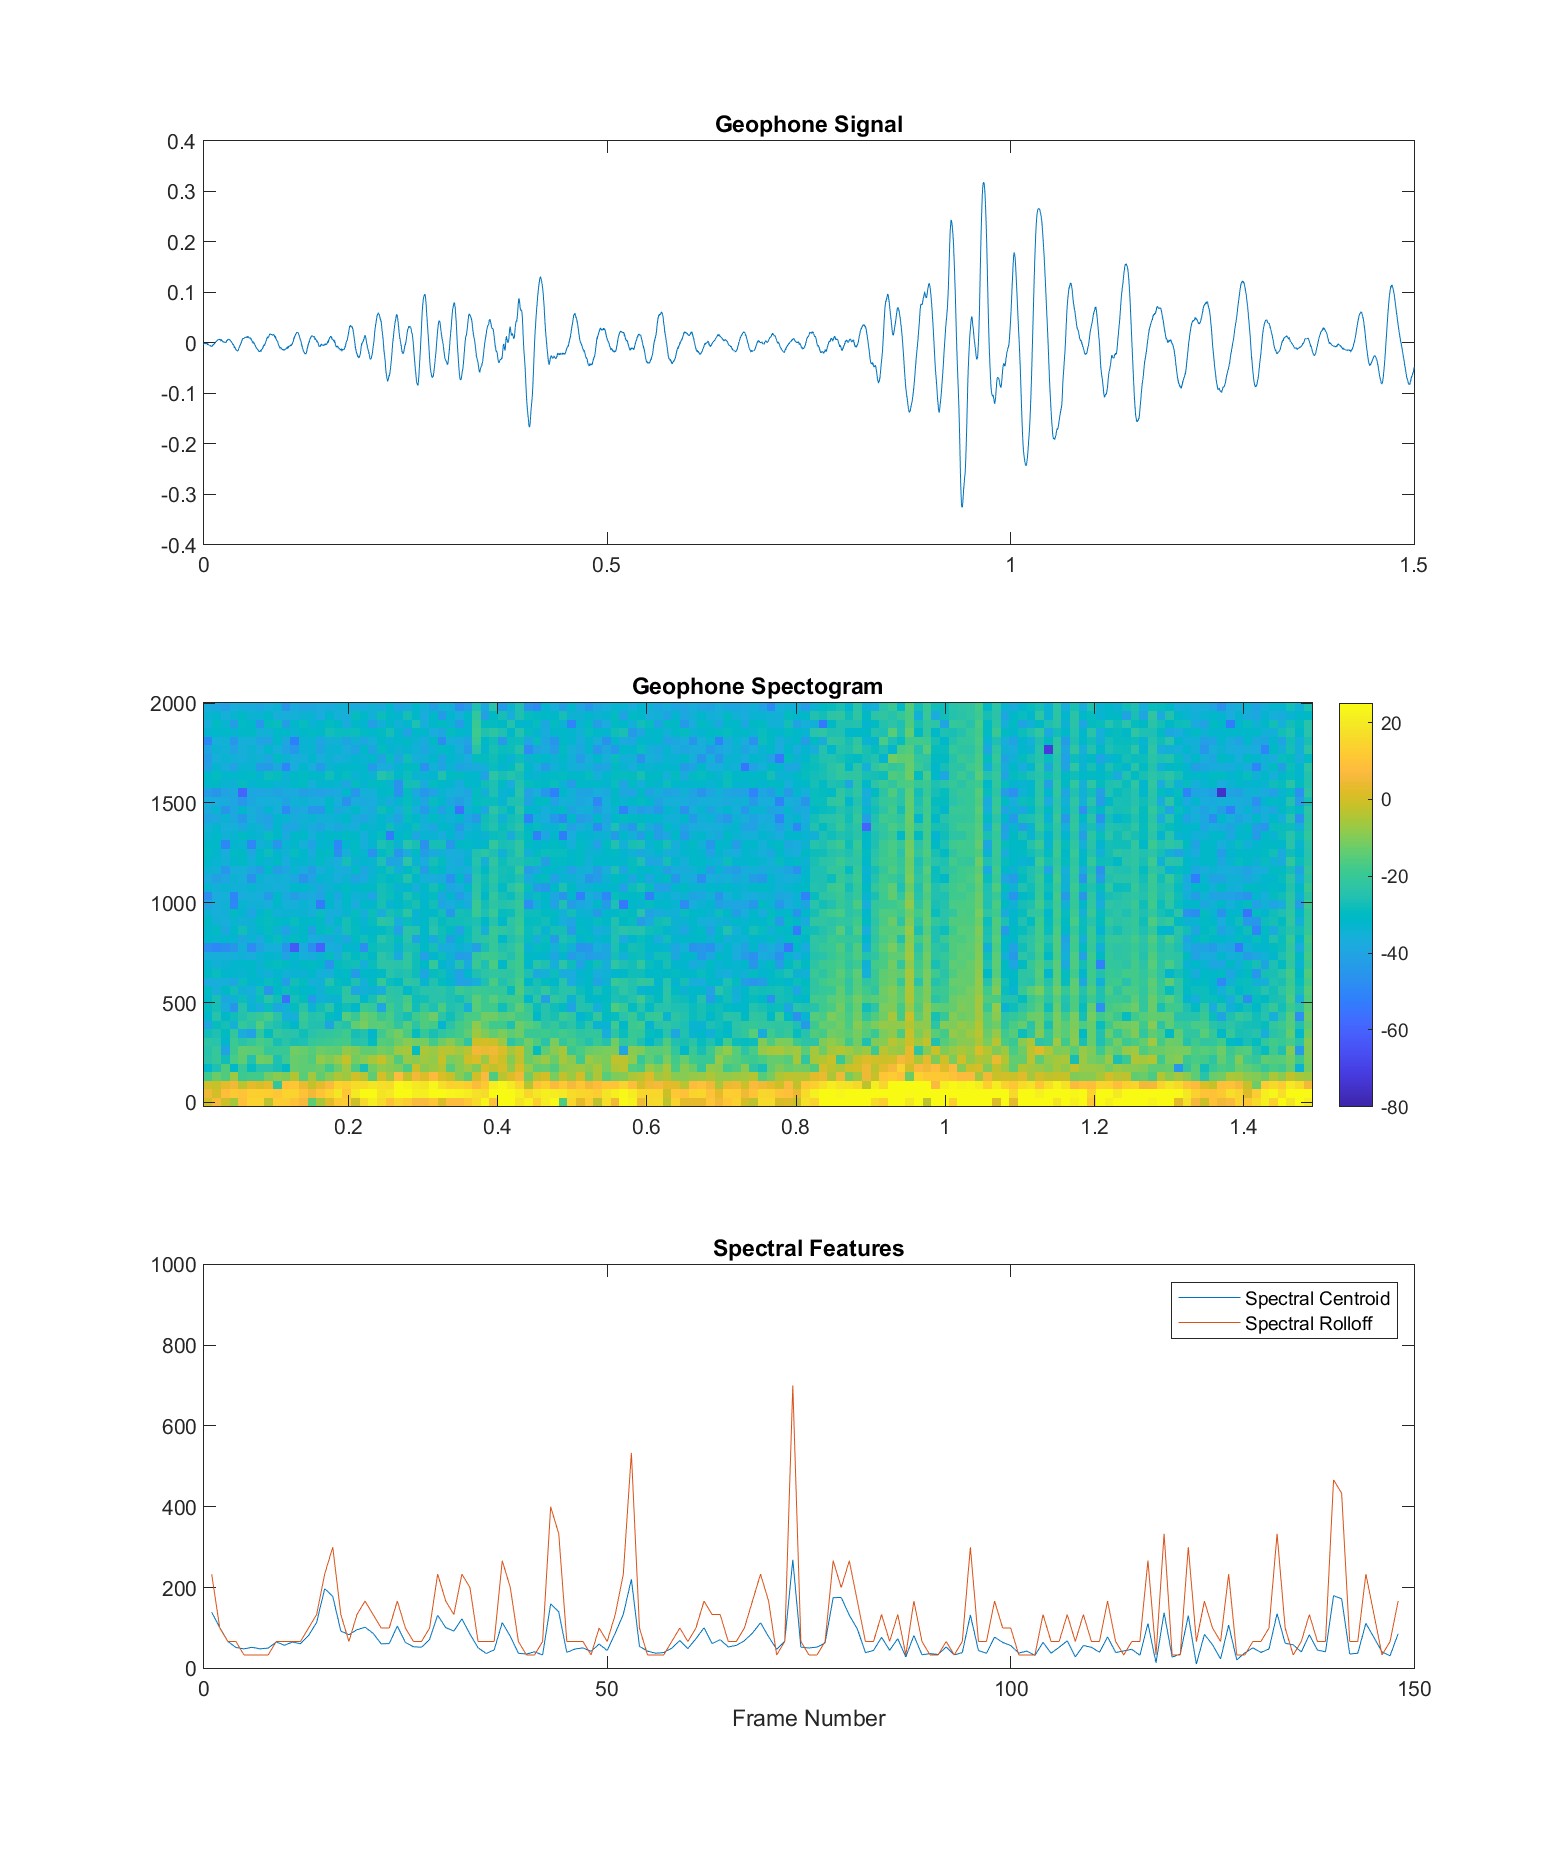 Geophone Signal
0.4
0.3
0.2
0.1
0
-0.1
-0.2
-0.3
-0.4
0 0.5 1 1.5
Geophone Spectogram
2000
1500
1000
500
0
0.2 0.4 0.6 0.8 1 1.2 1.4
20
0
-20
-40
-60
-80
Spectral Features
1000
800
600
400
200
0
Spectral Centroid
Spectral Rolloff
0 50 100 150
Frame Number